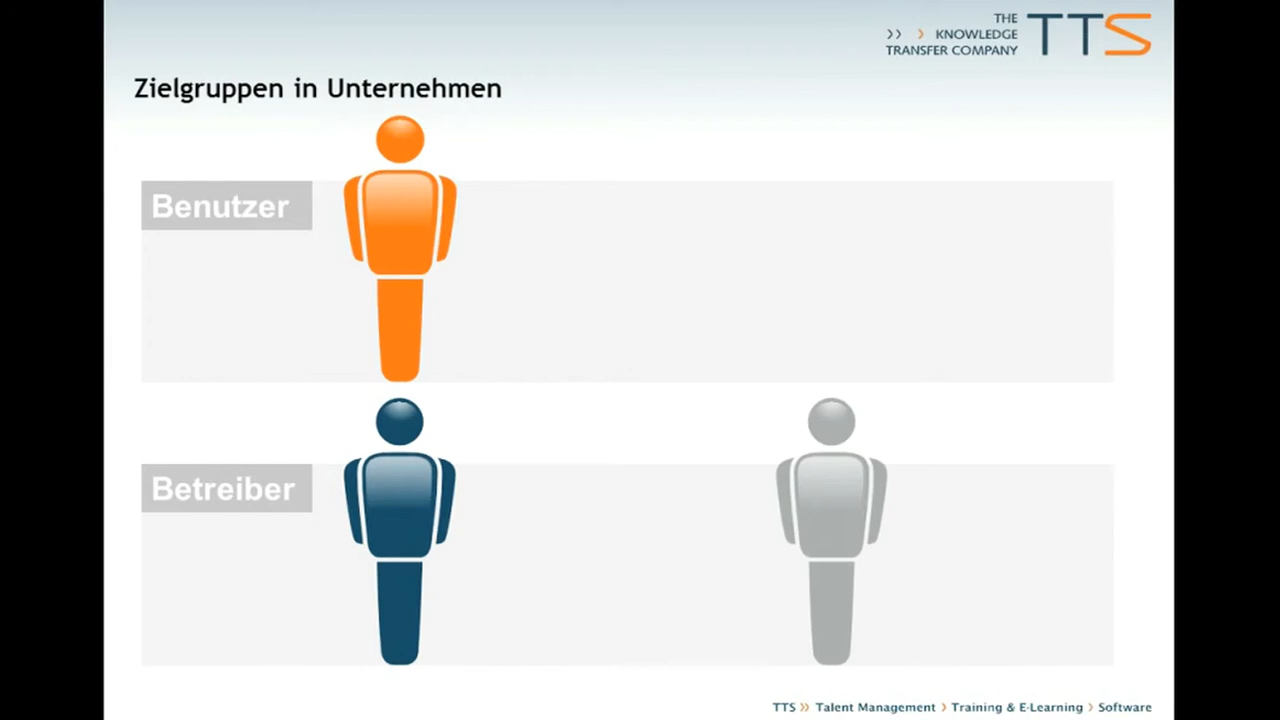 THE
›› › KNOWLEDGE
TRANSFER COMPANY
TTS
Zielgruppen in Unternehmen
Benutzer
Betreiber
TTS ›› Talent Management › Training & E-Learning › Software